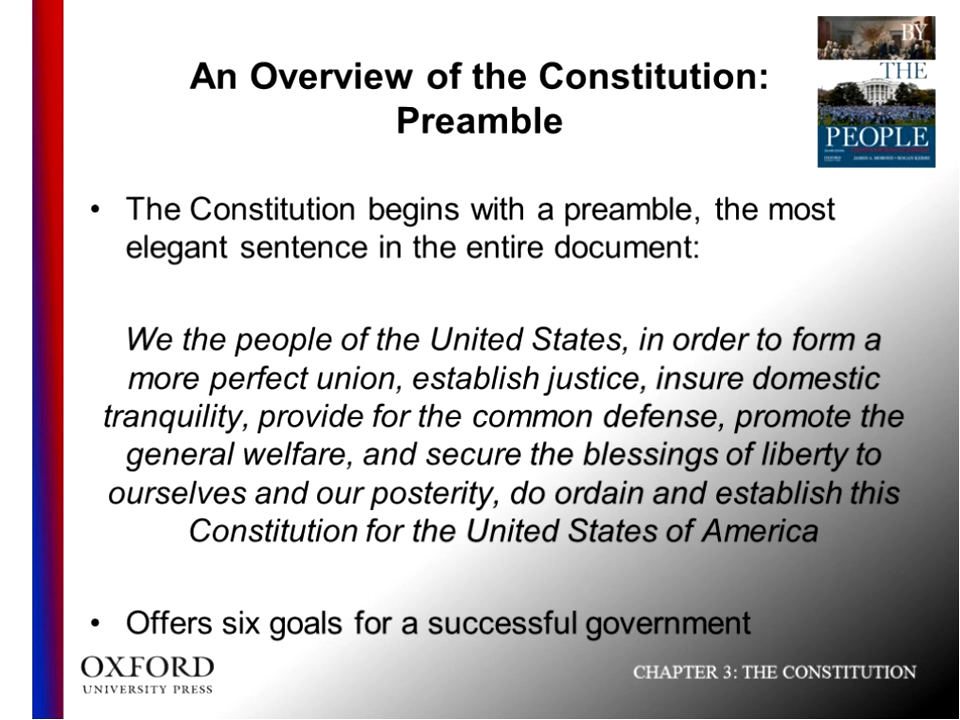 An Overview of the Constitution:
Preamble
BY
THE
PEOPLE
• The Constitution begins with a preamble, the most
elegant sentence in the entire document:
We the people of the United States, in order to form a
more perfect union, establish justice, insure domestic
tranquility, provide for the common defense, promote the
general welfare, and secure the blessings of liberty to
ourselves and our posterity, do ordain and establish this
Constitution for the United States of America
• Offers six goals for a successful government
OXFORD
UNIVERSITY PRESS
CHAPTER 3: THE CONSTITUTION